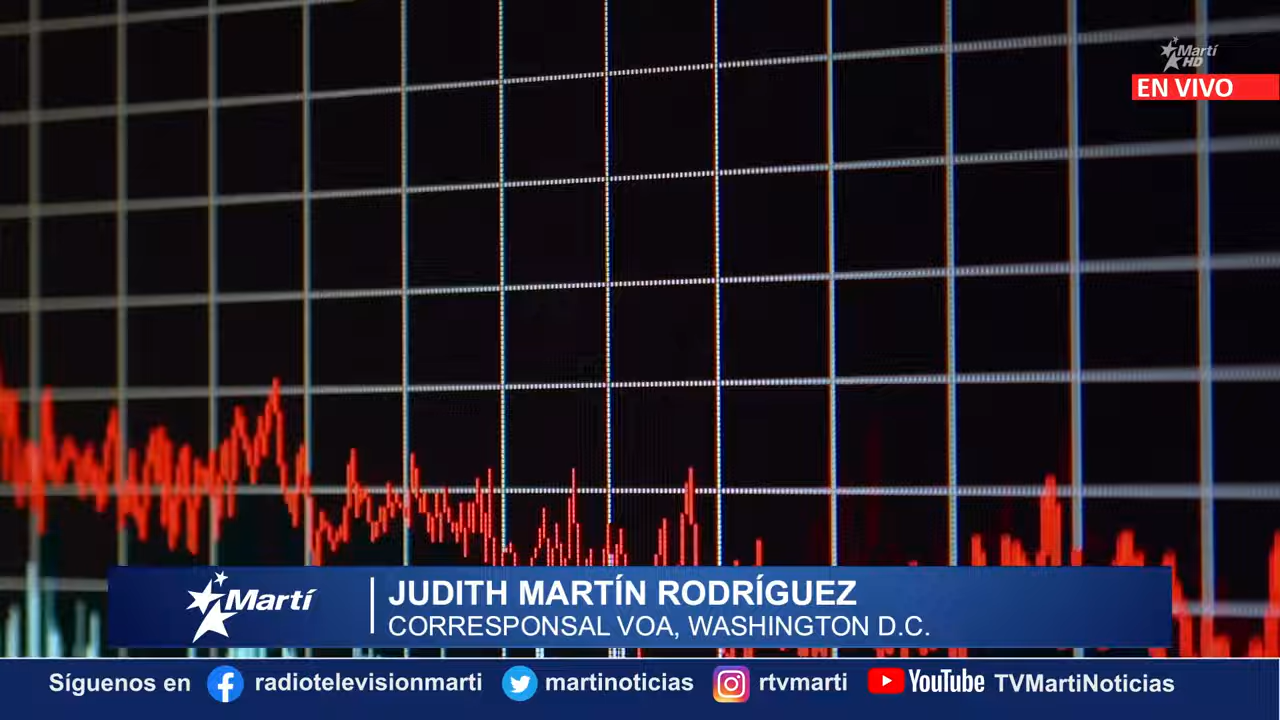 Martí
HD
EN VIVO
Martí
JUDITH MARTÍN RODRÍGUEZ
CORRESPONSAL VOA, WASHINGTON D.C.
Síguenos en radiotelevisionmarti martinoticias rtvmarti YouTube TVMartiNoticias